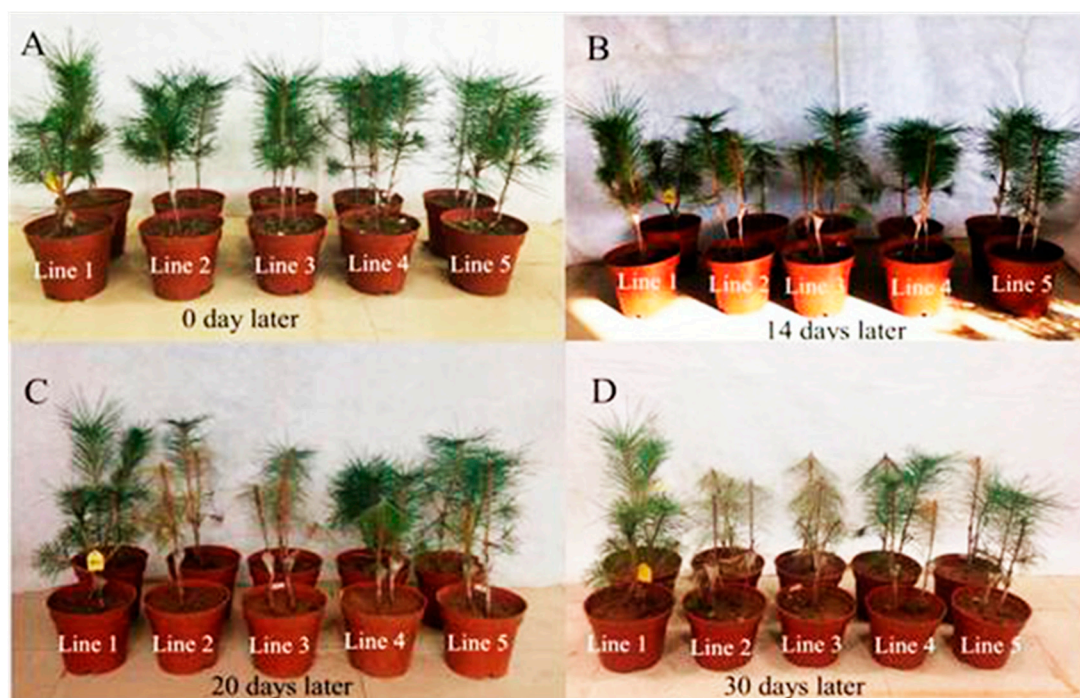 A
Line 1 Line 2 Line 3 Line 4 Line 5
0 day later
B
Line 1 Line 2 Line 3 Line 4 Line 5
14 days later
C
Line 1 Line 2 Line 3 Line 4 Line 5
20 days later
D
Line 1 Line 2 Line 3 Line 4 Line 5
30 days later